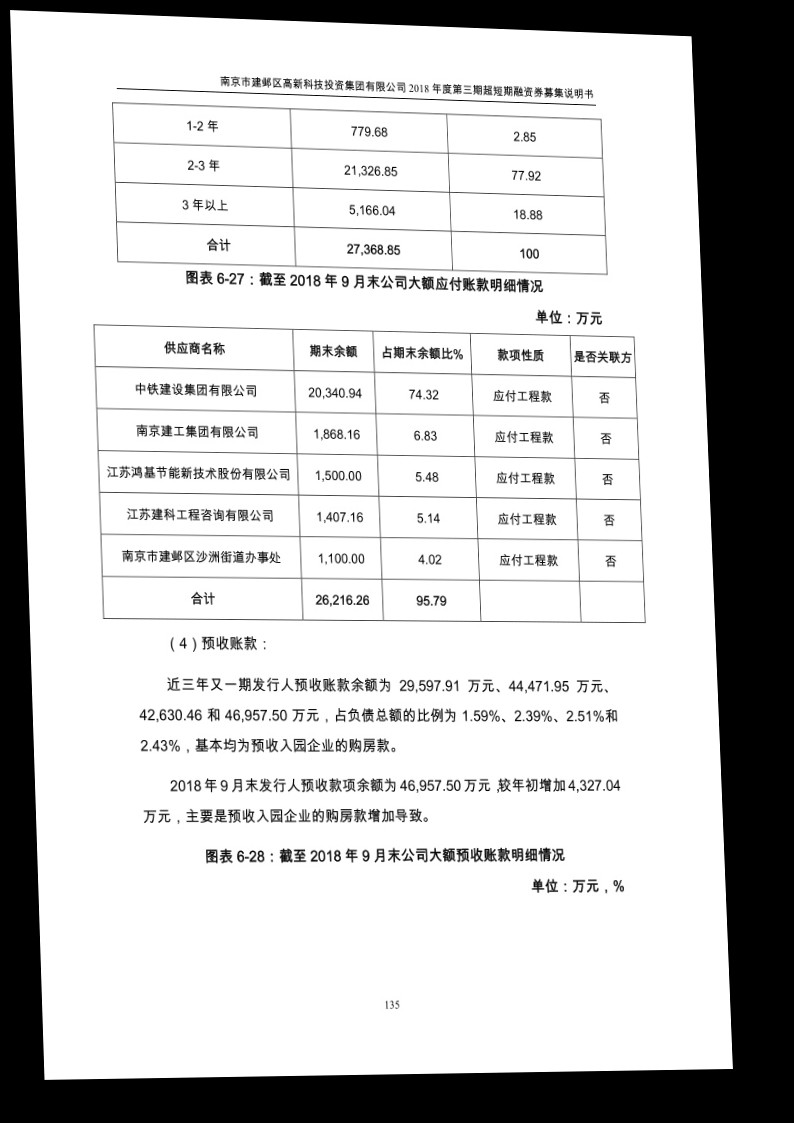 南京市建邺区高新科技投资集团有限公司 2018 年度第三期超短期融资券募集说明书
1-2 年 779.68 2.85
2-3 年 21,326.85 77.92
3 年以上 5,166.04 18.88
合计 27,368.85 100
图表 6-27：截至 2018 年 9 月末公司大额应付账款明细情况
单位：万元
供应商名称 期末余额 占期末余额比% 款项性质 是否关联方
中铁建设集团有限公司 20,340.94 74.32 应付工程款 否
南京建工集团有限公司 1,868.16 6.83 应付工程款 否
江苏鸿基节能新技术股份有限公司 1,500.00 5.48 应付工程款 否
江苏建科工程咨询有限公司 1,407.16 5.14 应付工程款 否
南京市建邺区沙洲街道办事处 1,100.00 4.02 应付工程款 否
合计 26,216.26 95.79
（4）预收账款：
近三年又一期发行人预收账款余额为 29,597.91 万元、44,471.95 万元、
42,630.46 和 46,957.50 万元，占负债总额的比例为 1.59%、2.39%、2.51%和
2.43%，基本均为预收入园企业的购房款。
2018 年 9 月末发行人预收款项余额为 46,957.50 万元，较年初增加 4,327.04
万元，主要是预收入园企业的购房款增加导致。
图表 6-28：截至 2018 年 9 月末公司大额预收账款明细情况
单位：万元，%
135